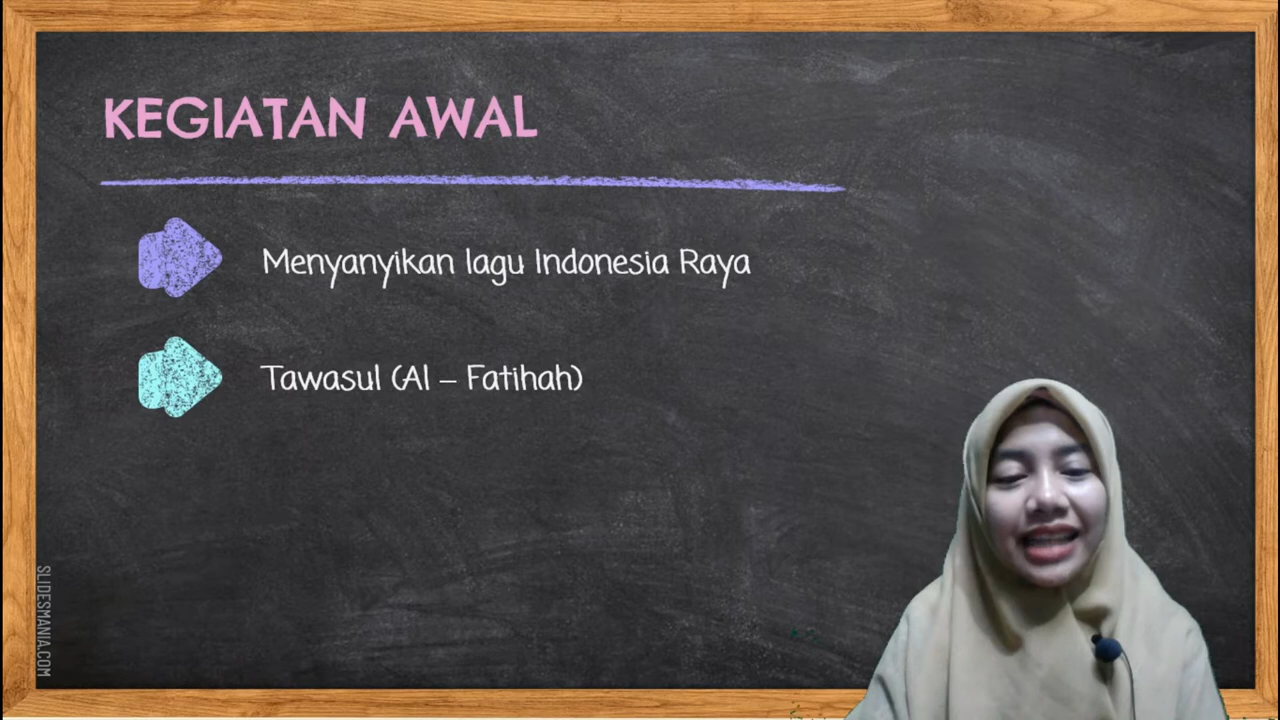 KEGIATAN AWAL
Menyanyikan lagu Indonesia Raya
Tawasul (Al – Fatihah)
SLIDESMANIA.COM